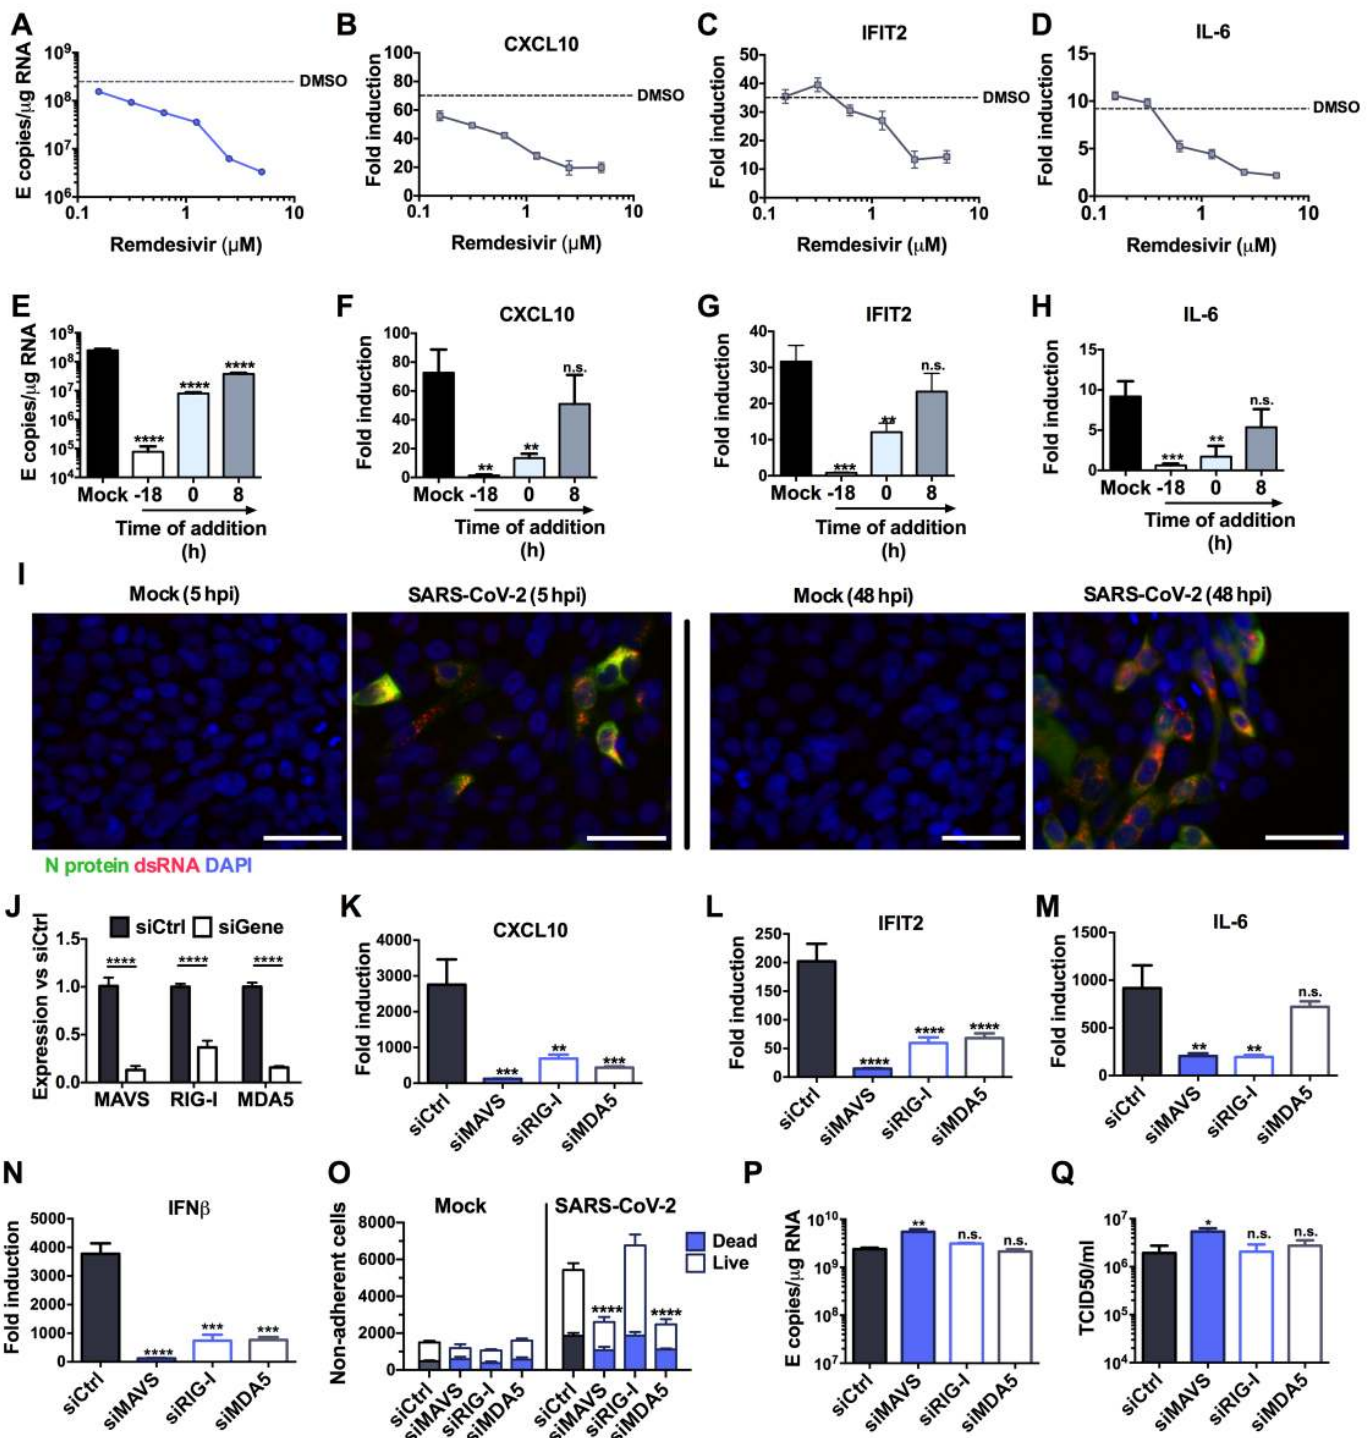 A
E copies/μg RNA
10⁹
10⁸
10⁷
10⁶
DMSO
0.1 1 10
Remdesivir (μM)
B
CXCL10
Fold induction
100
80
60
40
20
0
DMSO
0.1 1 10
Remdesivir (μM)
C
IFIT2
Fold induction
50
40
30
20
10
0
DMSO
0.1 1 10
Remdesivir (μM)
D
IL-6
Fold induction
15
10
5
0
DMSO
0.1 1 10
Remdesivir (μM)
E
E copies/μg RNA
10⁹
10⁸
10⁷
10⁶
10⁵
10⁴
****
****
****
Mock -18 0 8
Time of addition
(h)
F
CXCL10
Fold induction
100
80
60
40
20
0
**
**
n.s.
Mock -18 0 8
Time of addition
(h)
G
IFIT2
Fold induction
40
30
20
10
0
***
**
n.s.
Mock -18 0 8
Time of addition
(h)
H
IL-6
Fold induction
15
10
5
0
***
**
n.s.
Mock -18 0 8
Time of addition
(h)
I
Mock (5 hpi)
SARS-CoV-2 (5 hpi)
Mock (48 hpi)
SARS-CoV-2 (48 hpi)
N protein dsRNA DAPI
J
Expression vs siCtrl
siCtrl siGene
1.5
1.0
0.5
0.0
**** **** ****
MAVS RIG-I MDA5
K
CXCL10
Fold induction
4000
3000
2000
1000
0
*** ** ***
siCtrl siMAVS siRIG-I siMDA5
L
IFIT2
Fold induction
250
200
150
100
50
0
**** **** ****
siCtrl siMAVS siRIG-I siMDA5
M
IL-6
Fold induction
1500
1000
500
0
** ** n.s.
siCtrl siMAVS siRIG-I siMDA5
N
IFNβ
Fold induction
5000
4000
3000
2000
1000
0
**** *** ***
siCtrl siMAVS siRIG-I siMDA5
O
Mock SARS-CoV-2
Non-adherent cells
8000
6000
4000
2000
0
Dead
Live
**** ****
siCtrl siMAVS siRIG-I siMDA5 siCtrl siMAVS siRIG-I siMDA5
P
E copies/μg RNA
10¹⁰
10⁹
10⁸
10⁷
** n.s. n.s.
siCtrl siMAVS siRIG-I siMDA5
Q
TCID50/ml
10⁷
10⁶
10⁵
10⁴
* n.s. n.s.
siCtrl siMAVS siRIG-I siMDA5